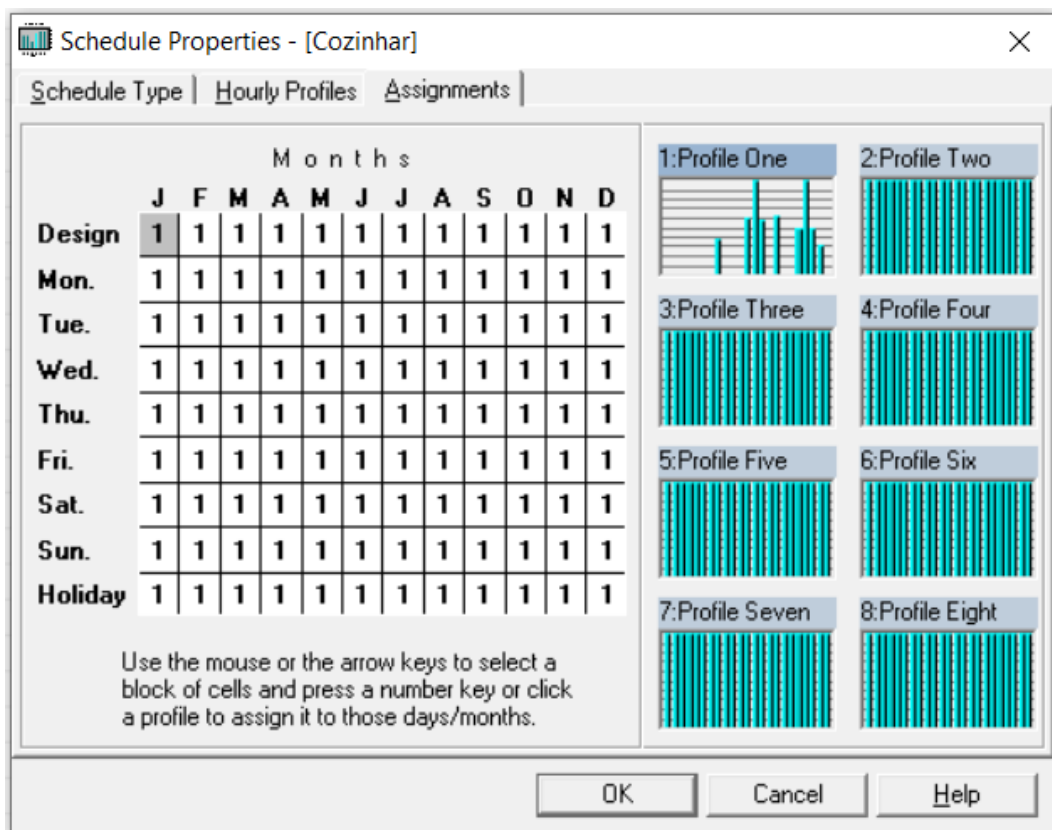 Schedule Properties - [Cozinhar]
Schedule Type Hourly Profiles Assignments
Months
J F M A M J J A S O N D
Design 1 1 1 1 1 1 1 1 1 1 1 1
Mon. 1 1 1 1 1 1 1 1 1 1 1 1
Tue. 1 1 1 1 1 1 1 1 1 1 1 1
Wed. 1 1 1 1 1 1 1 1 1 1 1 1
Thu. 1 1 1 1 1 1 1 1 1 1 1 1
Fri. 1 1 1 1 1 1 1 1 1 1 1 1
Sat. 1 1 1 1 1 1 1 1 1 1 1 1
Sun. 1 1 1 1 1 1 1 1 1 1 1 1
Holiday 1 1 1 1 1 1 1 1 1 1 1 1
Use the mouse or the arrow keys to select a
block of cells and press a number key or click
a profile to assign it to those days/months.
1:Profile One 2:Profile Two
3:Profile Three 4:Profile Four
5:Profile Five 6:Profile Six
7:Profile Seven 8:Profile Eight
OK Cancel Help